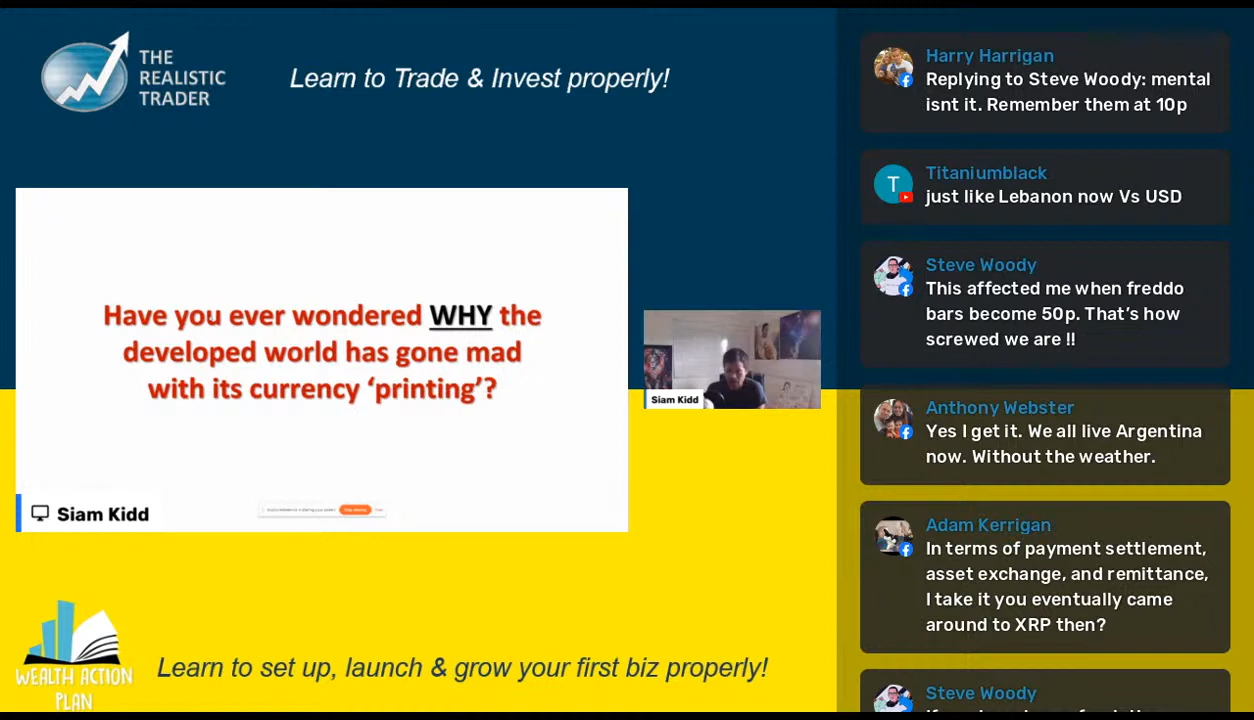 THE
REALISTIC
TRADER
Learn to Trade & Invest properly!
Have you ever wondered WHY the
developed world has gone mad
with its currency ‘printing’?
Siam Kidd
Siam Kidd
WEALTH ACTION
PLAN
Learn to set up, launch & grow your first biz properly!
Harry Harrigan
Replying to Steve Woody: mental
isnt it. Remember them at 10p
T
Titaniumblack
just like Lebanon now Vs USD
Steve Woody
This affected me when freddo
bars become 50p. That’s how
screwed we are !!
Anthony Webster
Yes I get it. We all live Argentina
now. Without the weather.
Adam Kerrigan
In terms of payment settlement,
asset exchange, and remittance,
I take it you eventually came
around to XRP then?
Steve Woody